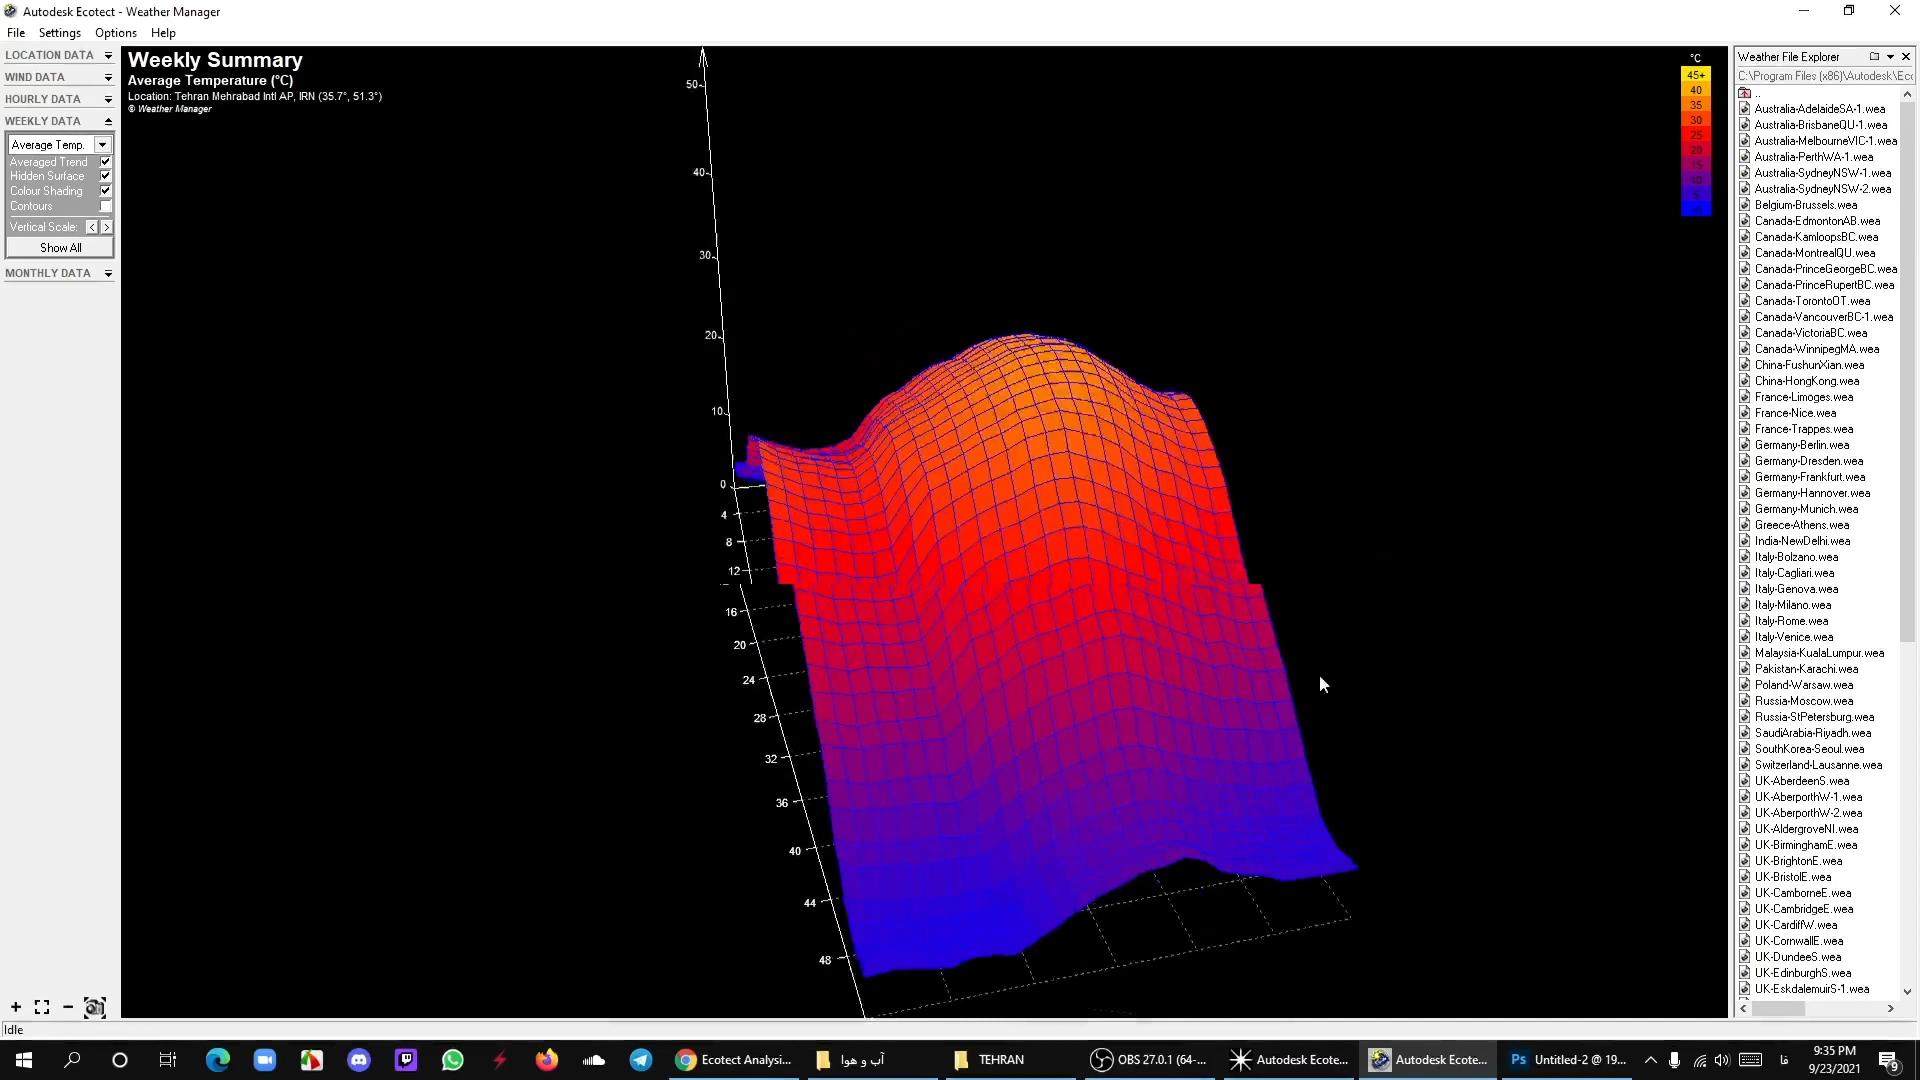 Autodesk Ecotect - Weather Manager
File Settings Options Help
LOCATION DATA
WIND DATA
HOURLY DATA
WEEKLY DATA
Average Temp.
Averaged Trend
Hidden Surface
Colour Shading
Contours
Vertical Scale: < >
Show All
MONTHLY DATA
Weekly Summary
Average Temperature (°C)
Location: Tehran Mehrabad Intl AP, IRN (35.7°, 51.3°)
© Weather Manager
50
40
30
20
10
0
4
8
12
16
20
24
28
32
36
40
44
48
°C
45+
40
35
30
25
20
15
10
5
Weather File Explorer
C:\Program Files (x86)\Autodesk\Ecc
..
Australia-AdelaideSA-1.wea
Australia-BrisbaneQU-1.wea
Australia-MelbourneVIC-1.wea
Australia-PerthWA-1.wea
Australia-SydneyNSW-1.wea
Australia-SydneyNSW-2.wea
Belgium-Brussels.wea
Canada-EdmontonAB.wea
Canada-KamloopsBC.wea
Canada-MontrealQU.wea
Canada-PrinceGeorgeBC.wea
Canada-PrinceRupertBC.wea
Canada-TorontoOT.wea
Canada-VancouverBC-1.wea
Canada-VictoriaBC.wea
Canada-WinnipegMA.wea
China-FushunXian.wea
China-HongKong.wea
France-Limoges.wea
France-Nice.wea
France-Trappes.wea
Germany-Berlin.wea
Germany-Dresden.wea
Germany-Frankfurt.wea
Germany-Hannover.wea
Germany-Munich.wea
Greece-Athens.wea
India-NewDelhi.wea
Italy-Bolzano.wea
Italy-Cagliari.wea
Italy-Genova.wea
Italy-Milano.wea
Italy-Rome.wea
Italy-Venice.wea
Malaysia-KualaLumpur.wea
Pakistan-Karachi.wea
Poland-Warsaw.wea
Russia-Moscow.wea
Russia-StPetersburg.wea
SaudiArabia-Riyadh.wea
SouthKorea-Seoul.wea
Switzerland-Lausanne.wea
UK-AberdeenS.wea
UK-AberporthW-1.wea
UK-AberporthW-2.wea
UK-AldergroveNI.wea
UK-BirminghamE.wea
UK-BrightonE.wea
UK-BristolE.wea
UK-CamborneE.wea
UK-CambridgeE.wea
UK-CardiffW.wea
UK-CornwallE.wea
UK-DundeeS.wea
UK-EdinburghS.wea
UK-EskdalemuirS-1.wea
Idle
Ecotect Analysi...
آب و هوا
TEHRAN
OBS 27.0.1 (64-...
Autodesk Ecote...
Autodesk Ecote...
Ps Untitled-2 @ 19...
فا
9:35 PM
9/23/2021
9